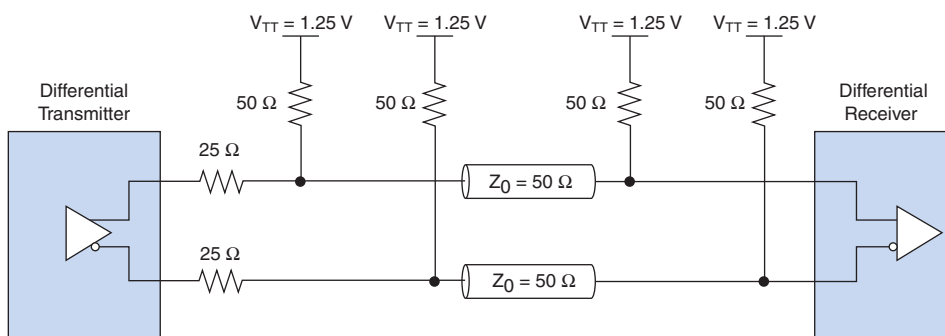 V_TT = 1.25 V V_TT = 1.25 V V_TT = 1.25 V V_TT = 1.25 V
Differential
Transmitter
50 Ω 50 Ω 50 Ω 50 Ω
Differential
Receiver
25 Ω
Z_0 = 50 Ω
25 Ω
Z_0 = 50 Ω